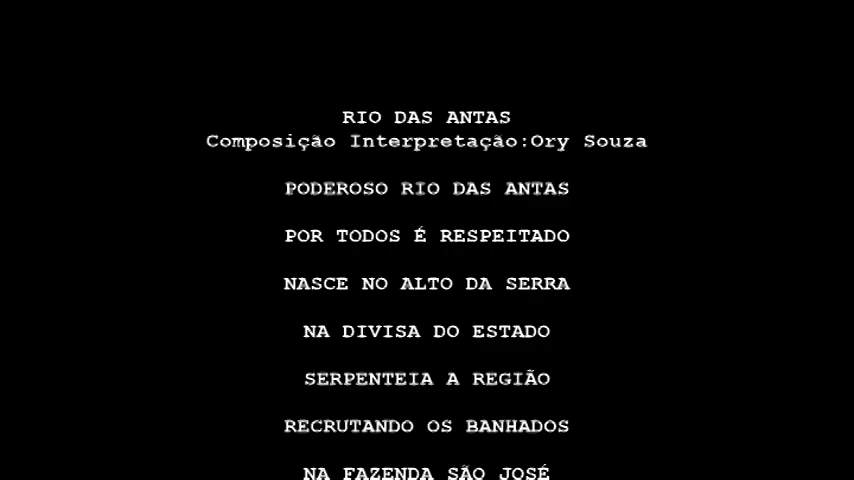 RIO DAS ANTAS
Composição Interpretação:Ory Souza
PODEROSO RIO DAS ANTAS
POR TODOS É RESPEITADO
NASCE NO ALTO DA SERRA
NA DIVISA DO ESTADO
SERPENTEIA A REGIÃO
RECRUTANDO OS BANHADOS
NA FAZENDA SÃO JOSÉ